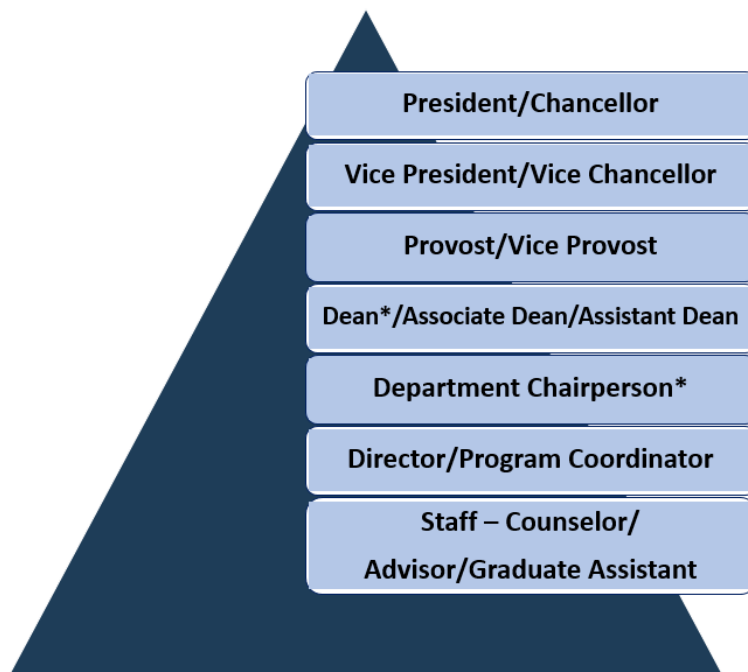 President/Chancellor
Vice President/Vice Chancellor
Provost/Vice Provost
Dean*/Associate Dean/Assistant Dean
Department Chairperson*
Director/Program Coordinator
Staff – Counselor/
Advisor/Graduate Assistant